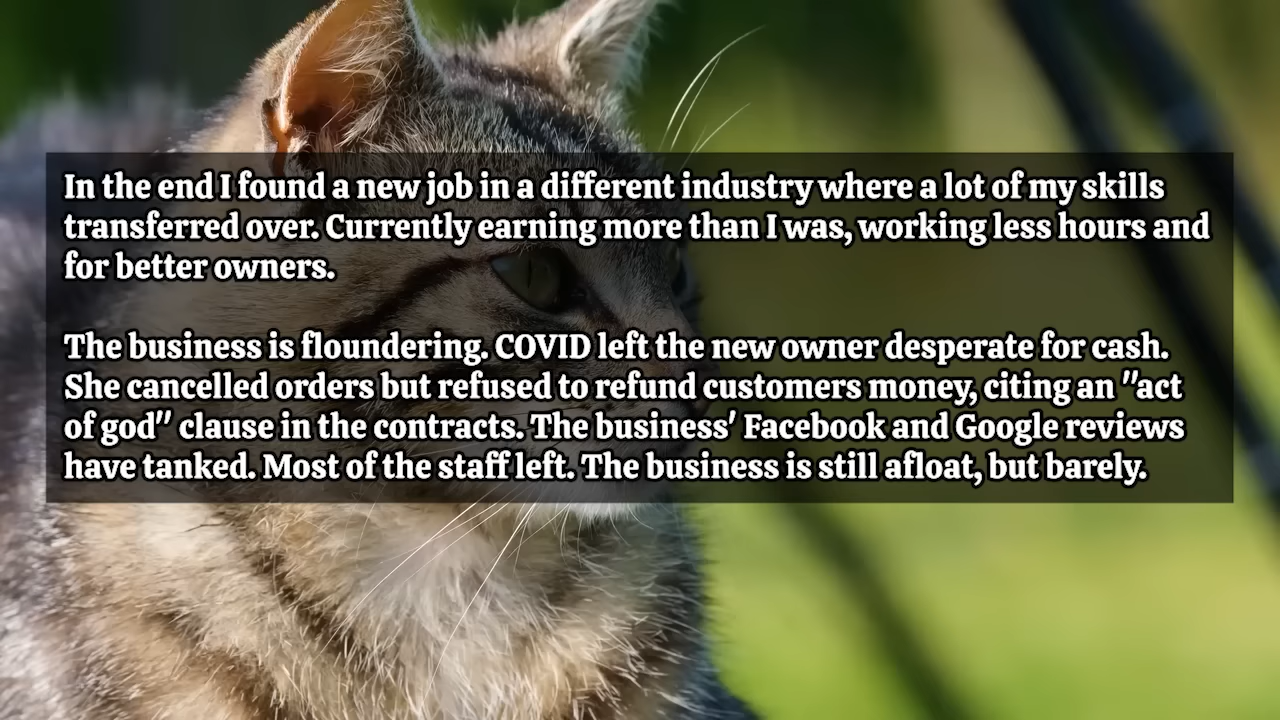 In the end I found a new job in a different industry where a lot of my skills
transferred over. Currently earning more than I was, working less hours and
for better owners.
The business is floundering. COVID left the new owner desperate for cash.
She cancelled orders but refused to refund customers money, citing an "act
of god" clause in the contracts. The business' Facebook and Google reviews
have tanked. Most of the staff left. The business is still afloat, but barely.